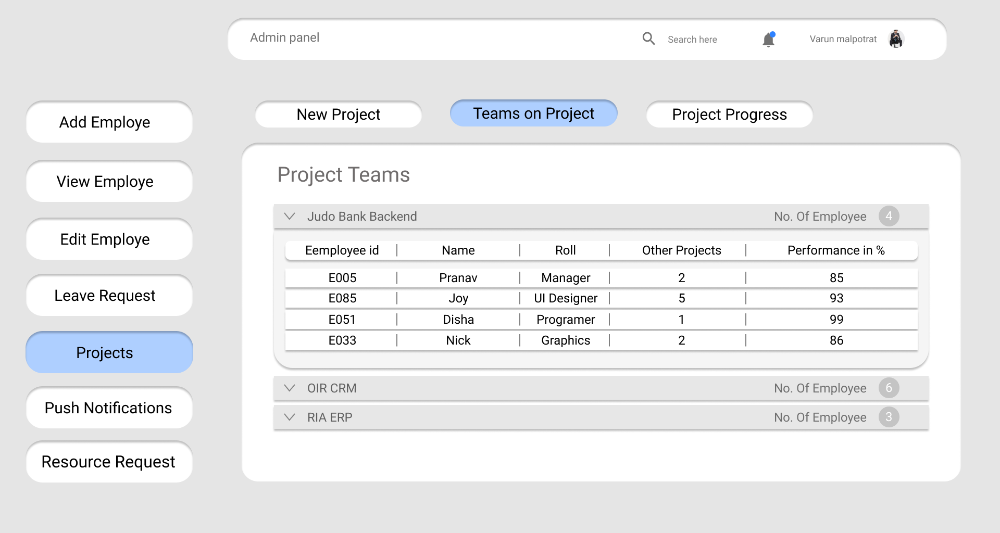 Admin panel
Search here
Varun malpotrat
Add Employe
View Employe
Edit Employe
Leave Request
Projects
Push Notifications
Resource Request
New Project
Teams on Project
Project Progress
Project Teams
Judo Bank Backend No. Of Employee 4
Eemployee id | Name | Roll | Other Projects | Performance in %
E005 | Pranav | Manager | 2 | 85
E085 | Joy | UI Designer | 5 | 93
E051 | Disha | Programer | 1 | 99
E033 | Nick | Graphics | 2 | 86
OIR CRM No. Of Employee 6
RIA ERP No. Of Employee 3